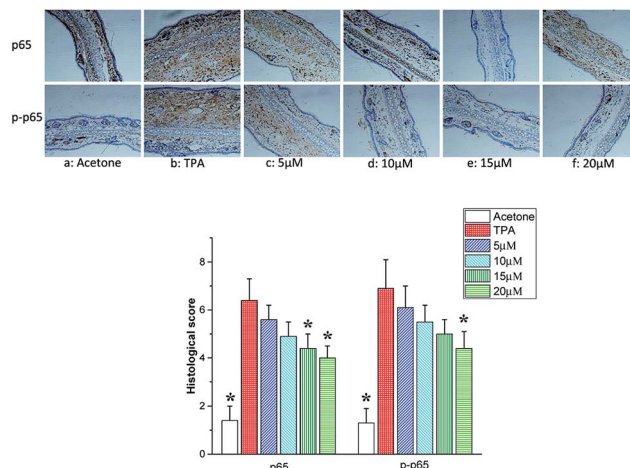 p65
p-p65
a: Acetone
b: TPA
c: 5μM
d: 10μM
e: 15μM
f: 20μM
Acetone
TPA
5μM
10μM
15μM
20μM
Histological score
8
6
4
2
0
*
*
*
*
*
p65
p-p65